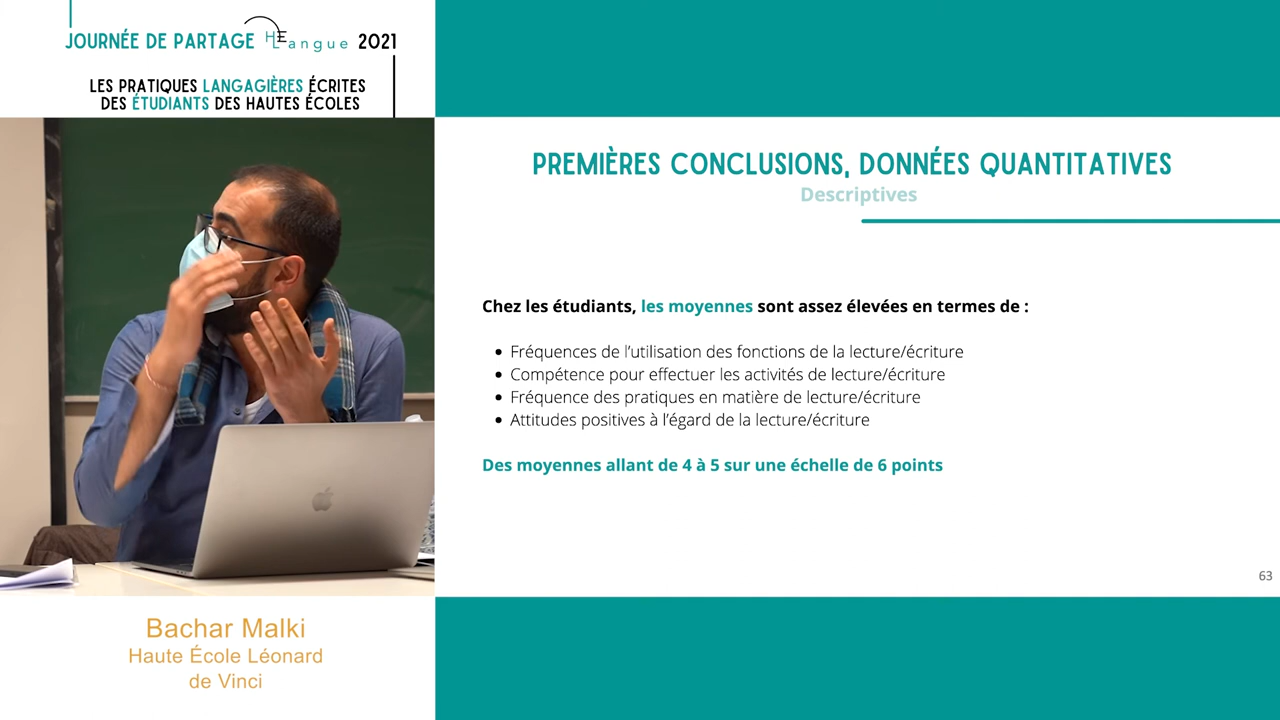 JOURNÉE DE PARTAGE HELangue 2021
LES PRATIQUES LANGAGIÈRES ÉCRITES
DES ÉTUDIANTS DES HAUTES ÉCOLES
PREMIÈRES CONCLUSIONS, DONNÉES QUANTITATIVES
Descriptives
Chez les étudiants, les moyennes sont assez élevées en termes de :
• Fréquences de l'utilisation des fonctions de la lecture/écriture
• Compétence pour effectuer les activités de lecture/écriture
• Fréquence des pratiques en matière de lecture/écriture
• Attitudes positives à l'égard de la lecture/écriture
Des moyennes allant de 4 à 5 sur une échelle de 6 points
63
Bachar Malki
Haute École Léonard
de Vinci